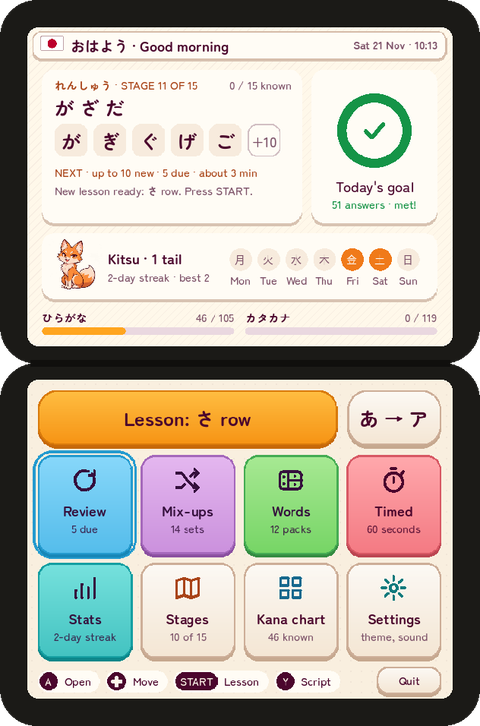 おはよう · Good morning
Sat 21 Nov · 10:13
れんしゅう · STAGE 11 OF 15
0 / 15 known
が ざ だ
が ぎ ぐ げ ご +10
NEXT · up to 10 new · 5 due · about 3 min
New lesson ready: さ row. Press START.
Today's goal
51 answers · met!
Kitsu · 1 tail
2-day streak · best 2
月 火 水 木 金 土 日
Mon Tue Wed Thu Fri Sat Sun
ひらがな 46 / 105
カタカナ 0 / 119
Lesson: さ row
あ → ア
Review
5 due
Mix-ups
14 sets
Words
12 packs
Timed
60 seconds
Stats
2-day streak
Stages
10 of 15
Kana chart
46 known
Settings
theme, sound
A Open
Move
START Lesson
Y Script
Quit